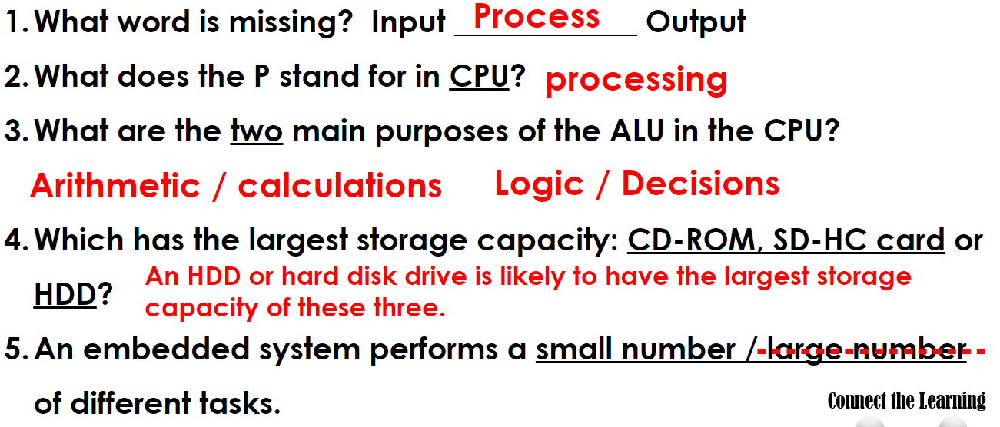 1. What word is missing? Input ____________ Output
Process
2. What does the P stand for in CPU? processing
3. What are the two main purposes of the ALU in the CPU?
Arithmetic / calculations Logic / Decisions
4. Which has the largest storage capacity: CD-ROM, SD-HC card or
HDD? An HDD or hard disk drive is likely to have the largest storage
capacity of these three.
5. An embedded system performs a small number / large number
of different tasks.
Connect the Learning